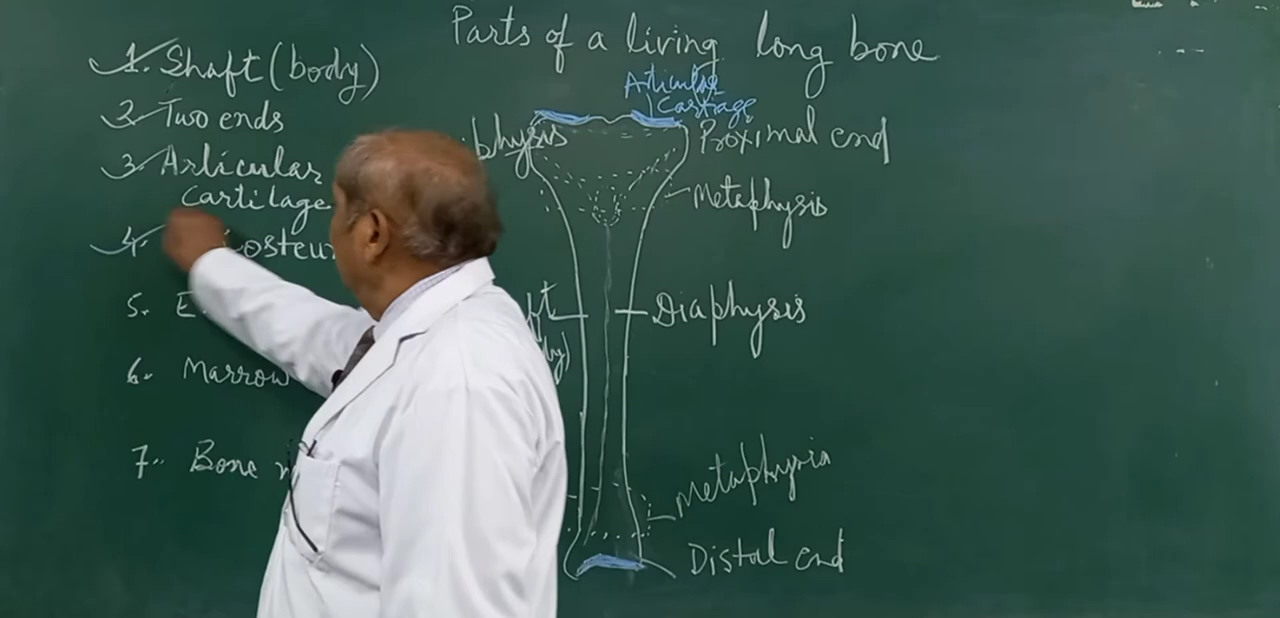 Parts of a living long bone
1. Shaft (body)
2. Two ends
3. Articular
cartilage
4.
5. E
6. Marrow
7. Bone
Articular
Cartilage
Proximal end
Metaphysis
Diaphysis
Metaphysis
Distal end